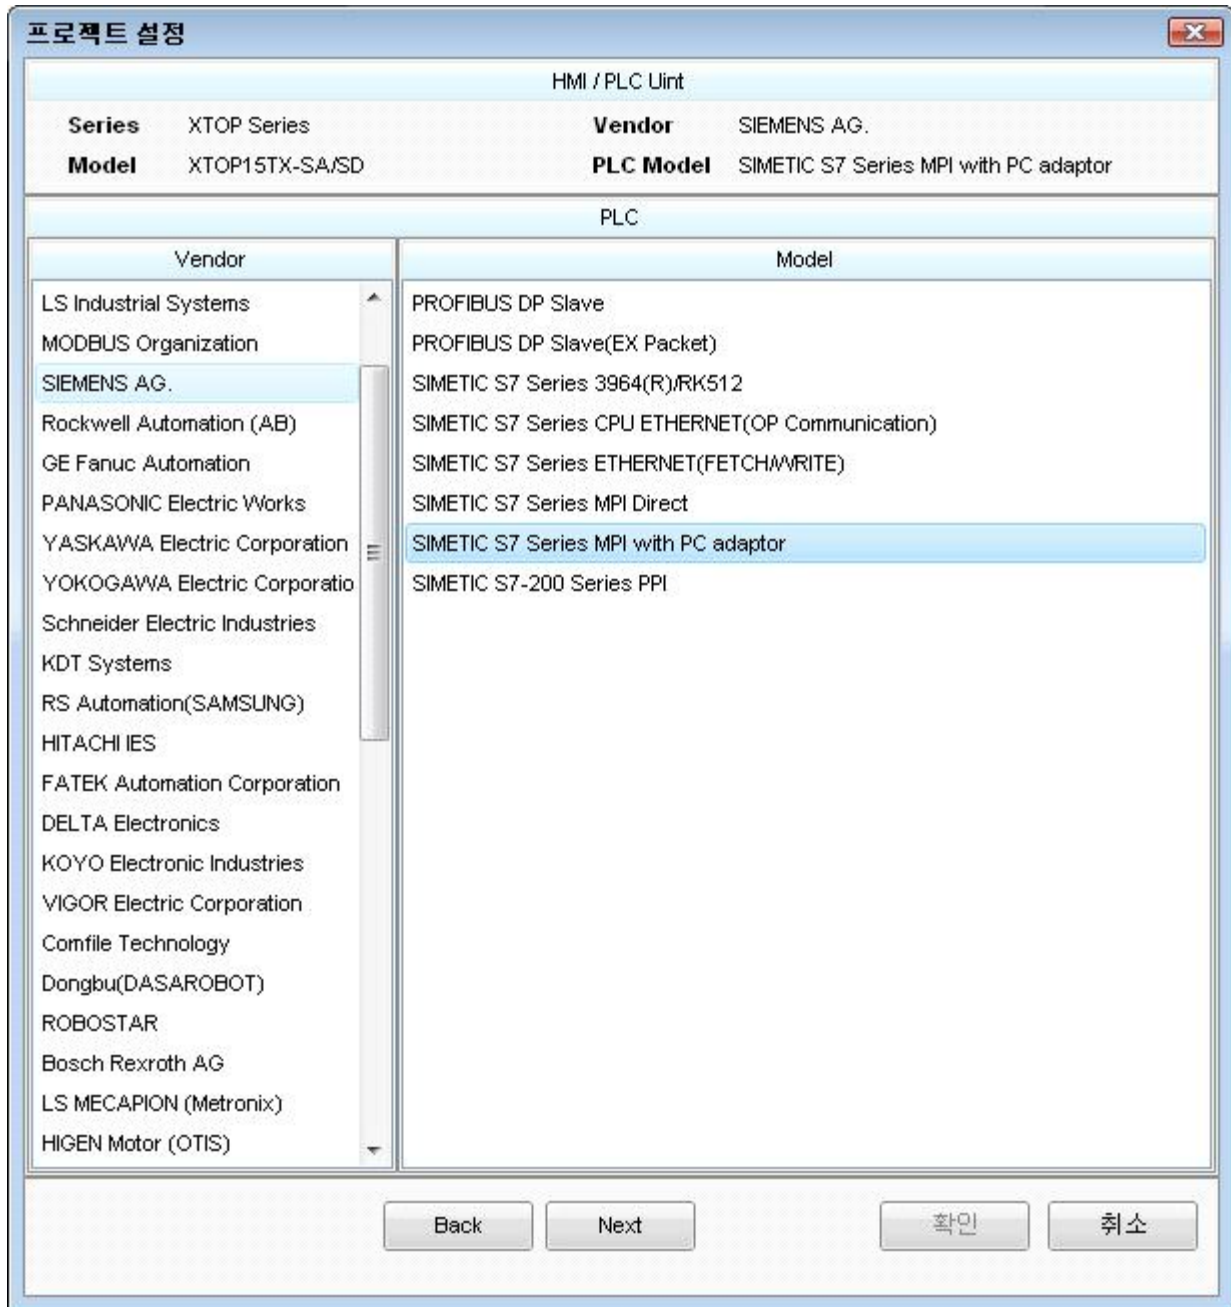 프로젝트 설정
HMI / PLC Uint
Series XTOP Series Vendor SIEMENS AG.
Model XTOP15TX-SA/SD PLC Model SIMETIC S7 Series MPI with PC adaptor
PLC
Vendor Model
LS Industrial Systems
MODBUS Organization
SIEMENS AG.
Rockwell Automation (AB)
GE Fanuc Automation
PANASONIC Electric Works
YASKAWA Electric Corporation
YOKOGAWA Electric Corporatio
Schneider Electric Industries
KDT Systems
RS Automation(SAMSUNG)
HITACHI IES
FATEK Automation Corporation
DELTA Electronics
KOYO Electronic Industries
VIGOR Electric Corporation
Comfile Technology
Dongbu(DASAROBOT)
ROBOSTAR
Bosch Rexroth AG
LS MECAPION (Metronix)
HIGEN Motor (OTIS)
PROFIBUS DP Slave
PROFIBUS DP Slave(EX Packet)
SIMETIC S7 Series 3964(R)/RK512
SIMETIC S7 Series CPU ETHERNET(OP Communication)
SIMETIC S7 Series ETHERNET(FETCH/WRITE)
SIMETIC S7 Series MPI Direct
SIMETIC S7 Series MPI with PC adaptor
SIMETIC S7-200 Series PPI
Back Next 확인 취소